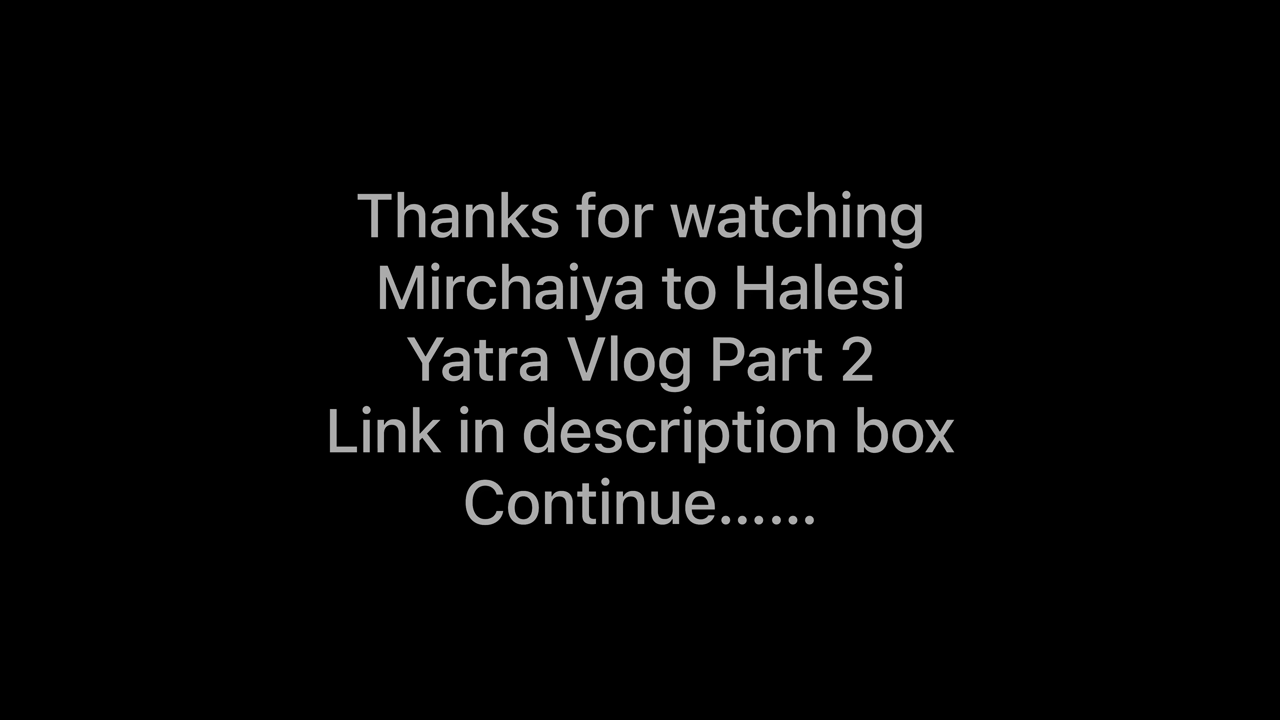 Thanks for watching
Mirchaiya to Halesi
Yatra Vlog Part 2
Link in description box
Continue......